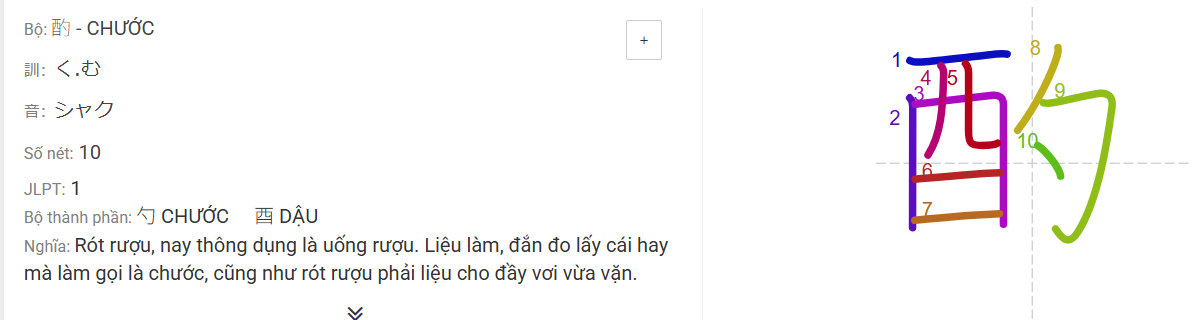 Bộ: 酌 - CHƯỚC
+
訓: く.む
音: シャク
Số nét: 10
JLPT: 1
Bộ thành phần: 勺 CHƯỚC 酉 DẬU
Nghĩa: Rót rượu, nay thông dụng là uống rượu. Liệu làm, đắn đo lấy cái hay
mà làm gọi là chước, cũng như rót rượu phải liệu cho đầy vơi vừa vặn.
酌
1
2
3
4
5
6
7
8
9
10